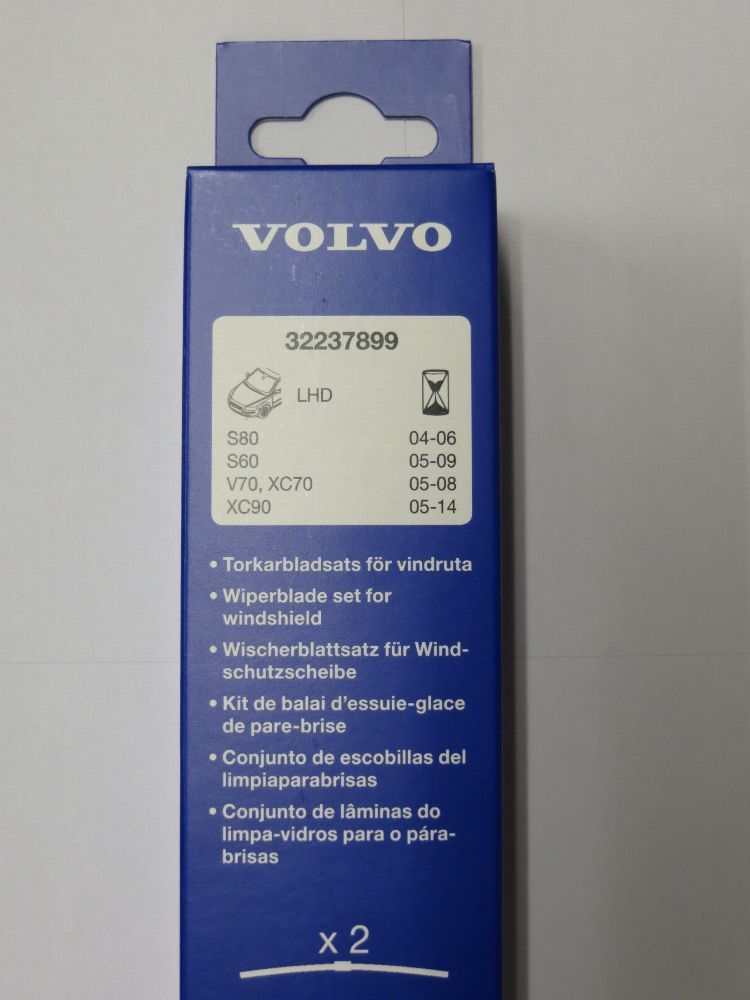 VOLVO
32237899
LHD
S80 04-06
S60 05-09
V70, XC70 05-08
XC90 05-14
• Torkarbladsats för vindruta
• Wiperblade set for
windshield
• Wischerblattsatz für Wind-
schutzscheibe
• Kit de balai d'essuie-glace
de pare-brise
• Conjunto de escobillas del
limpiaparabrisas
• Conjunto de lâminas do
limpa-vidros para o pára-
brisas
x 2